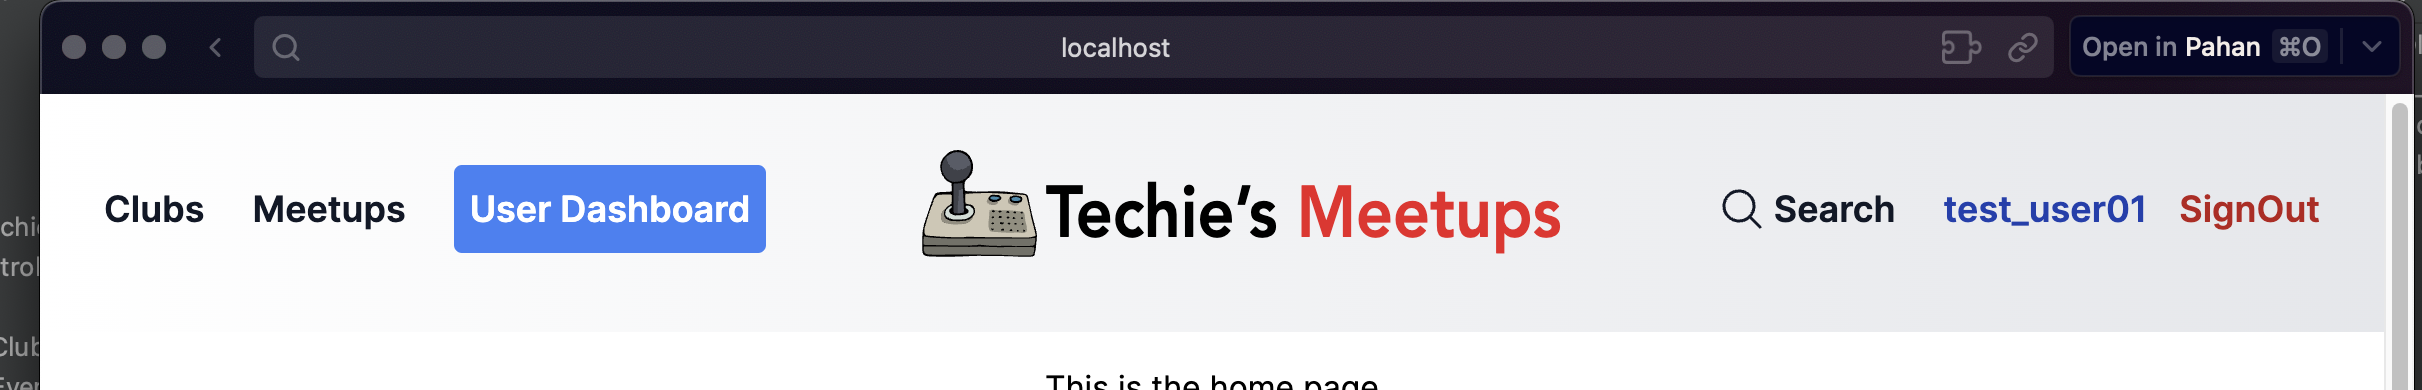 localhost
Open in Pahan ⌘O
Clubs Meetups User Dashboard Techie’s Meetups Search test_user01 SignOut
This is the home page